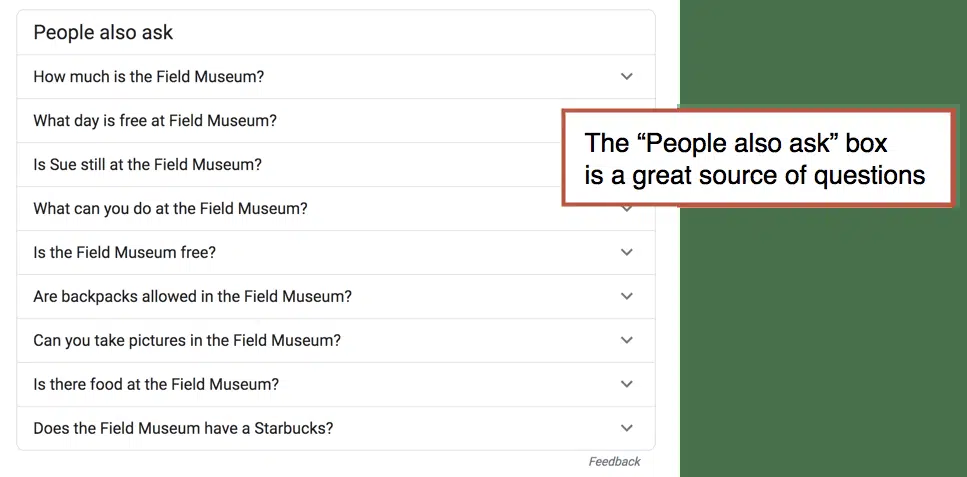 People also ask
How much is the Field Museum?
What day is free at Field Museum?
The “People also ask” box
is a great source of questions
Is Sue still at the Field Museum?
What can you do at the Field Museum?
Is the Field Museum free?
Are backpacks allowed in the Field Museum?
Can you take pictures in the Field Museum?
Is there food at the Field Museum?
Does the Field Museum have a Starbucks?
Feedback